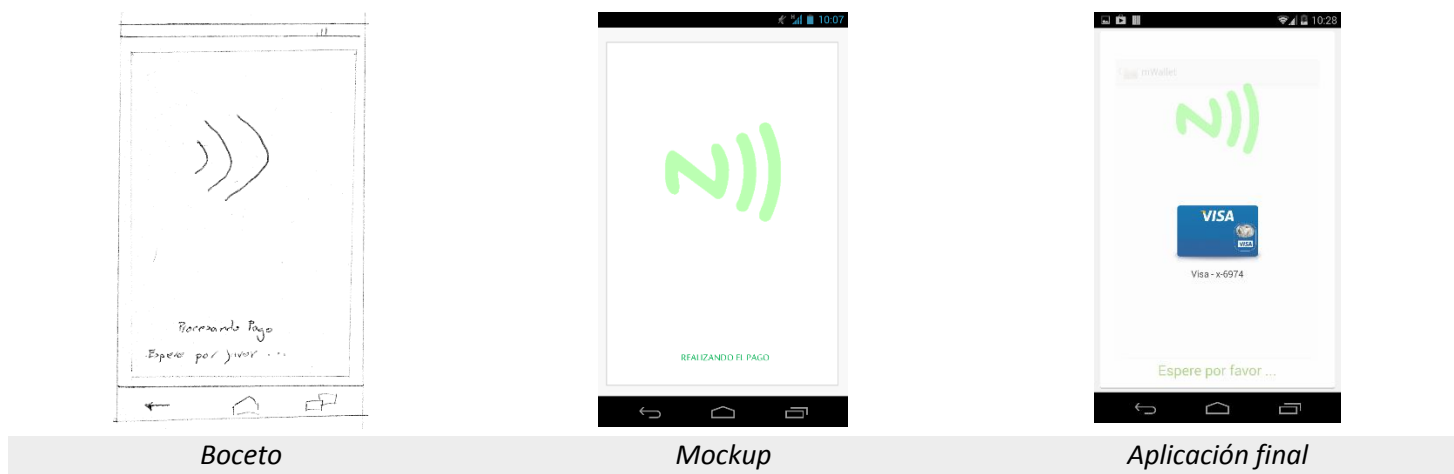 Procesando Pago
Espere por favor ...
10:07
REALIZANDO EL PAGO
10:28
mWallet
VISA
VISA
Visa - x-6974
Espere por favor ...
Boceto
Mockup
Aplicación final